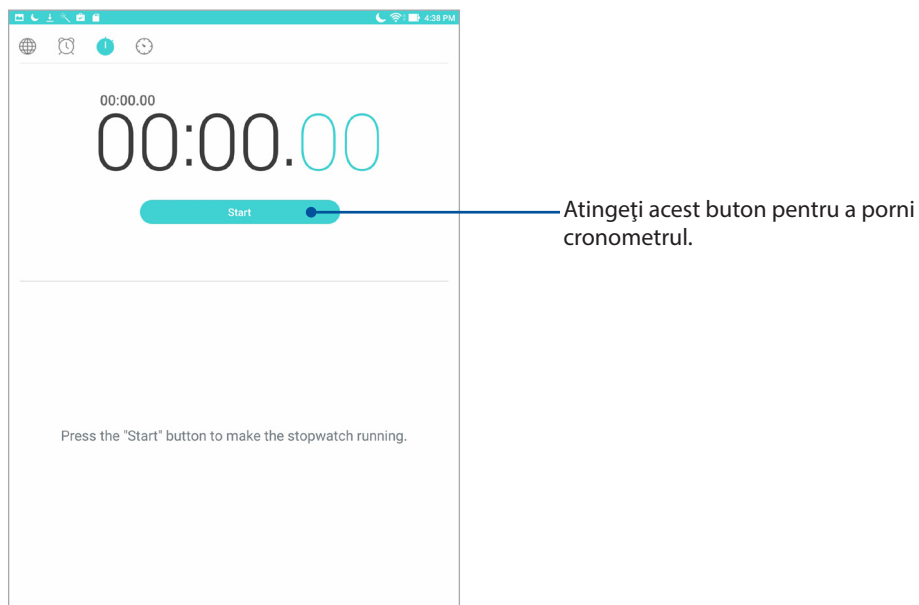 4:38 PM
00:00.00
00:00.00
Start
Atingeţi acest buton pentru a porni
cronometrul.
Press the "Start" button to make the stopwatch running.